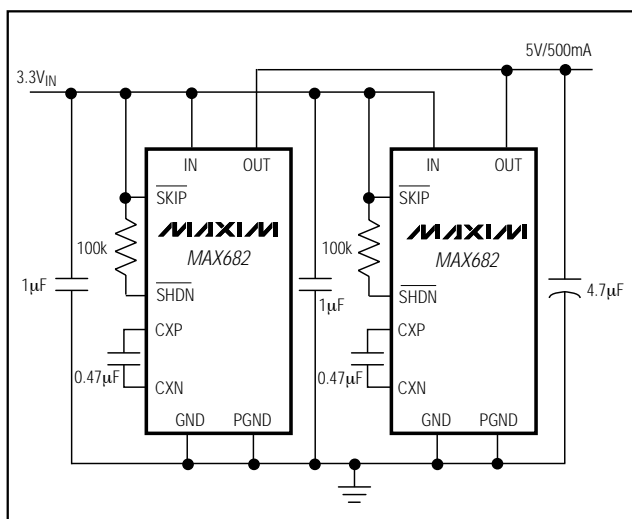 5V/500mA
3.3VIN
IN OUT IN OUT
SKIP SKIP
MAXIM MAXIM
100k MAX682 100k MAX682
1µF SHDN 1µF SHDN 4.7µF
CXP CXP
0.47µF 0.47µF
CXN CXN
GND PGND GND PGND